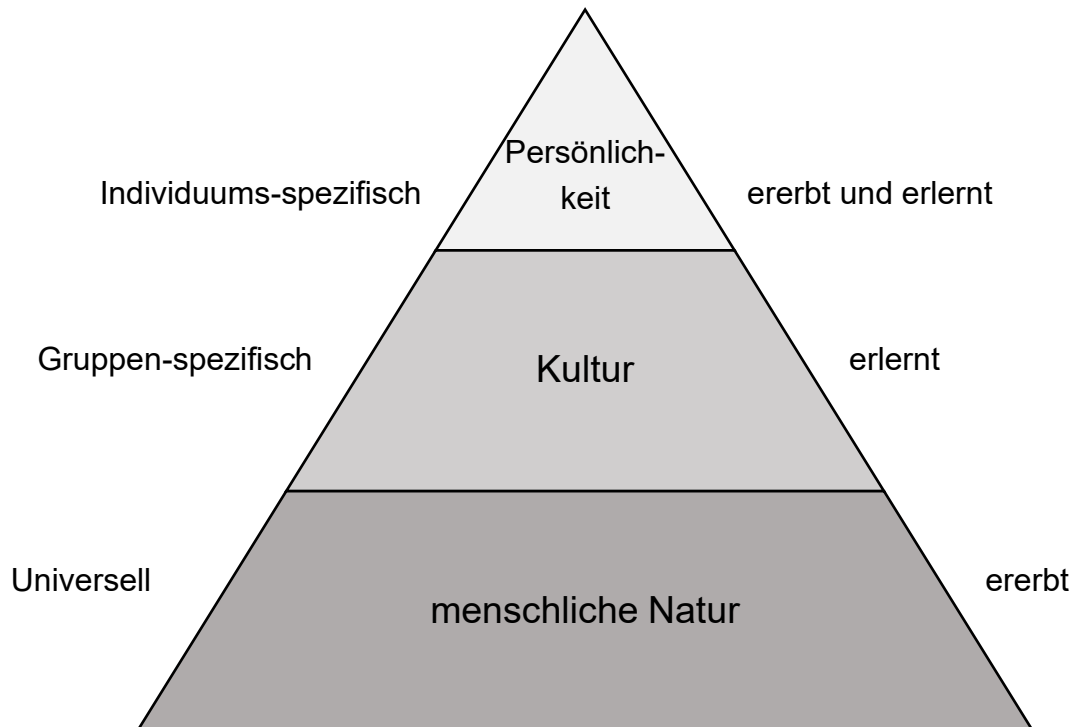 Persönlich-
keit
Individuums-spezifisch
ererbt und erlernt
Gruppen-spezifisch
Kultur
erlernt
Universell
menschliche Natur
ererbt